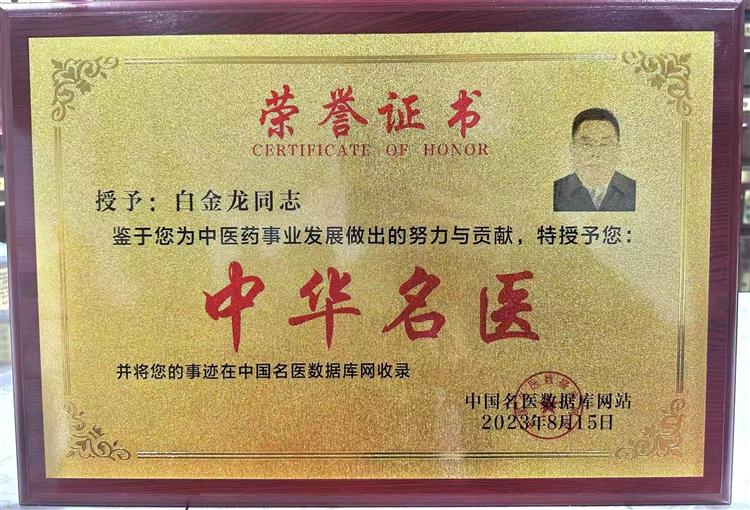 荣誉证书
CERTIFICATE OF HONOR
授予：白金龙同志
鉴于您为中医药事业发展做出的努力与贡献，特授予您：
中华名医
并将您的事迹在中国名医数据库网收录
中国名医数据库网站
2023年8月15日